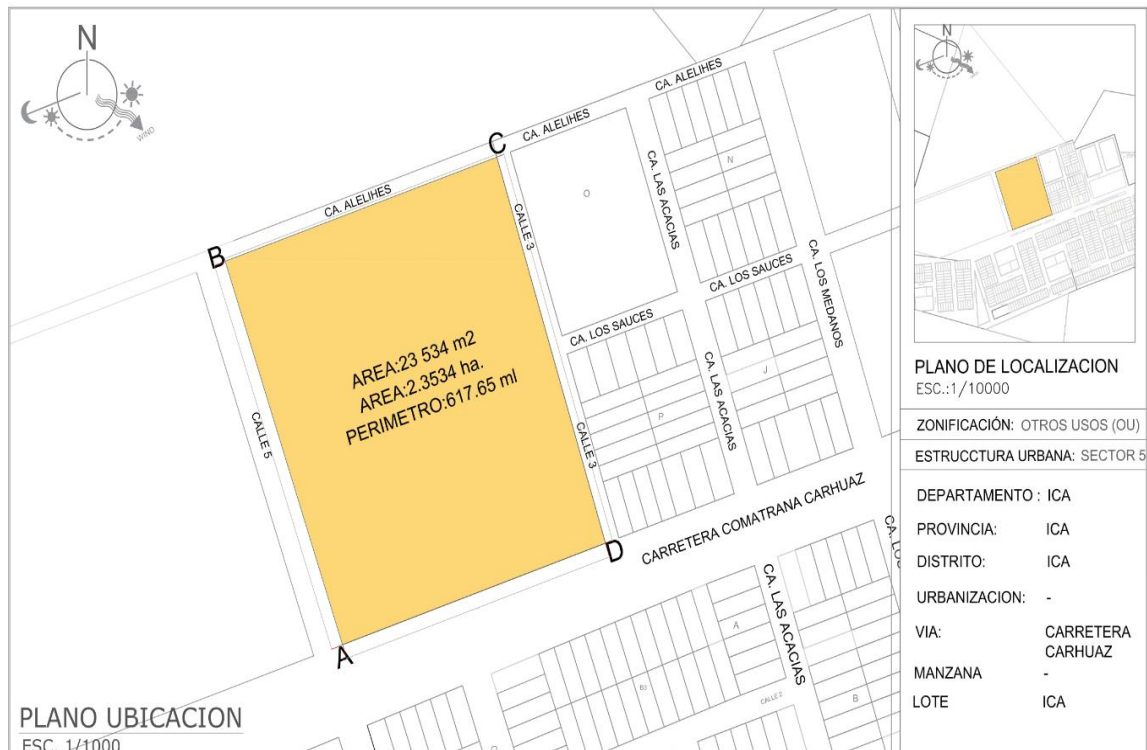 N
WIND
CA. ALELIHES
C
CA. ALELIHES
CA. ALELIHES
B
CALLE 3
O
CA. LAS ACACIAS
N
CA. LOS SAUCES
CA. LOS MEDANOS
CA. LOS SAUCES
AREA:23 534 m2
AREA:2.3534 ha.
PERIMETRO:617.65 ml
CALLE 5
CALLE 3
P
CA. LAS ACACIAS
J
D
CARRETERA COMATRANA CARHUAZ
A
CA. LAS ACACIAS
A
B3
CALLE 2
B
PLANO UBICACION
ESC. 1/1000
N
PLANO DE LOCALIZACION
ESC.:1/10000
ZONIFICACIÓN: OTROS USOS (OU)
ESTRUCCTURA URBANA: SECTOR 5
DEPARTAMENTO : ICA
PROVINCIA: ICA
DISTRITO: ICA
URBANIZACION: -
VIA: CARRETERA
CARHUAZ
MANZANA -
LOTE ICA